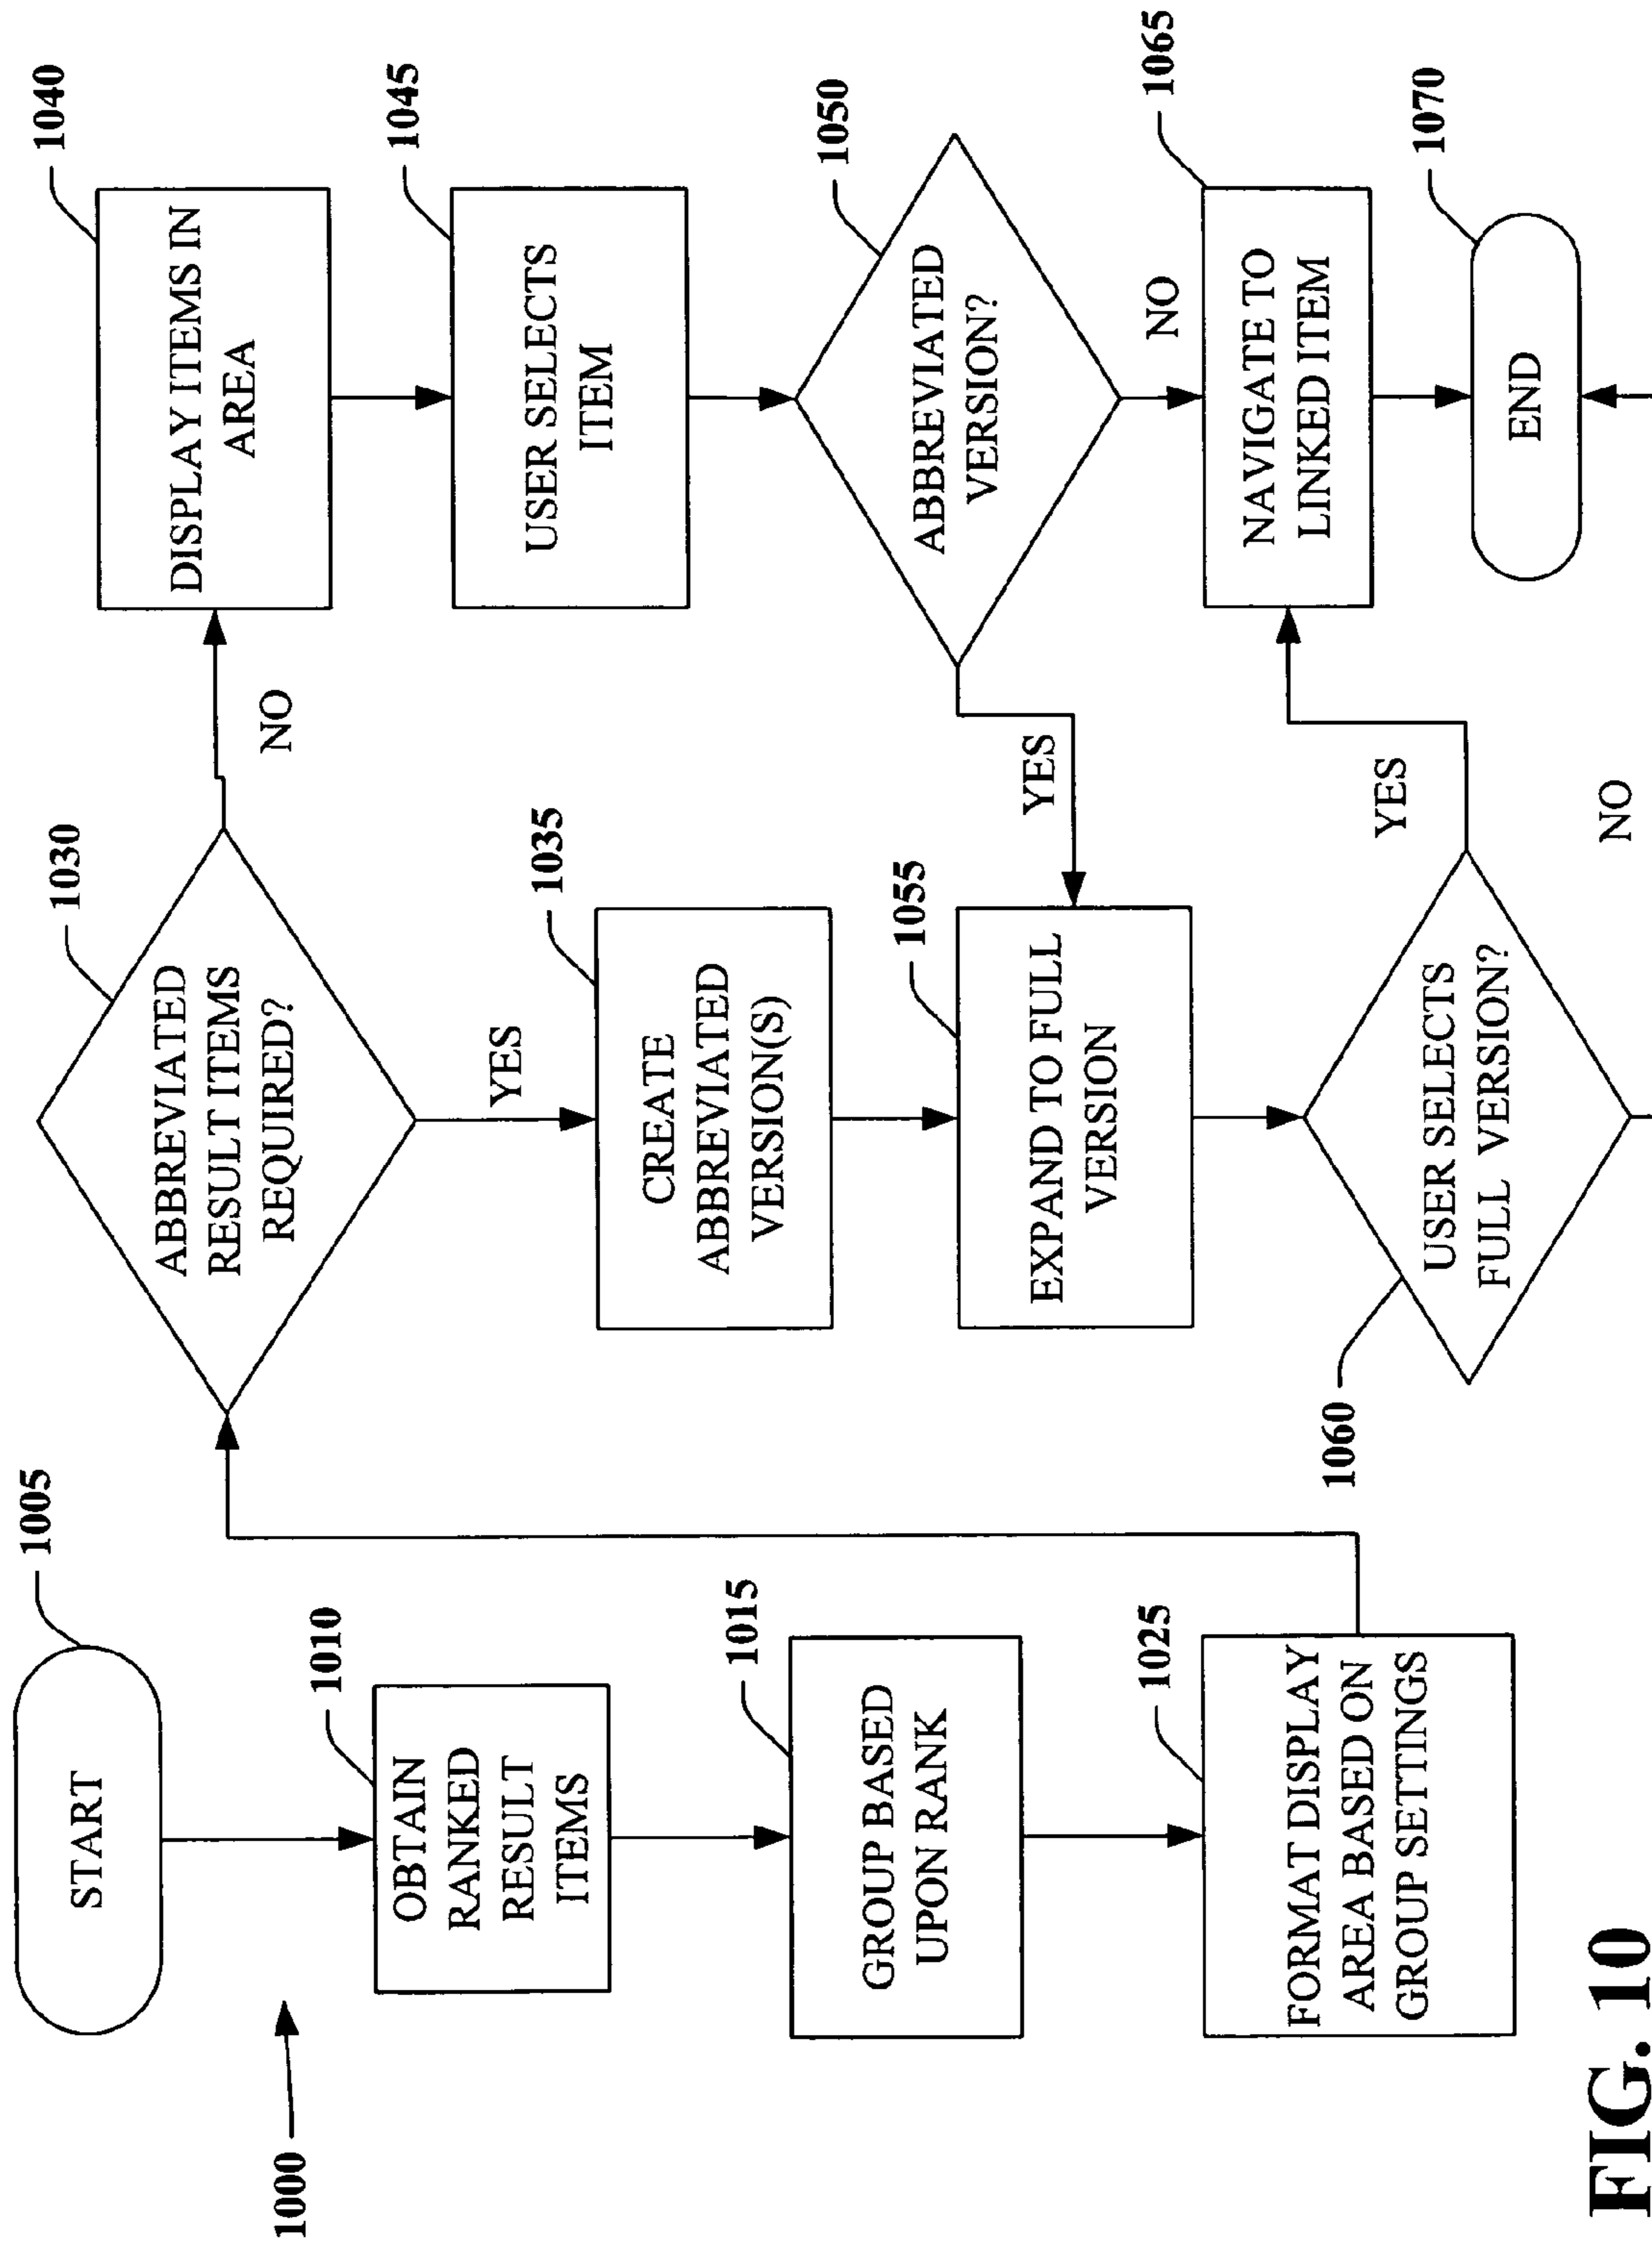 1000
1005
START
1010
OBTAIN
RANKED
RESULT
ITEMS
1015
GROUP BASED
UPON RANK
1025
FORMAT DISPLAY
AREA BASED ON
GROUP SETTINGS
1030
ABBREVIATED
RESULT ITEMS
REQUIRED?
NO
YES
1035
CREATE
ABBREVIATED
VERSION(S)
1055
EXPAND TO FULL
VERSION
1060
USER SELECTS
FULL VERSION?
YES
NO
1040
DISPLAY ITEMS IN
AREA
1045
USER SELECTS
ITEM
1050
ABBREVIATED
VERSION?
YES
NO
1065
NAVIGATE TO
LINKED ITEM
1070
END
FIG. 10